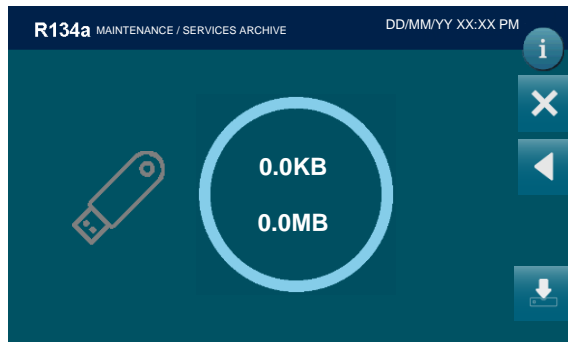 R134a MAINTENANCE / SERVICES ARCHIVE DD/MM/YY XX:XX PM
i
0.0KB
0.0MB